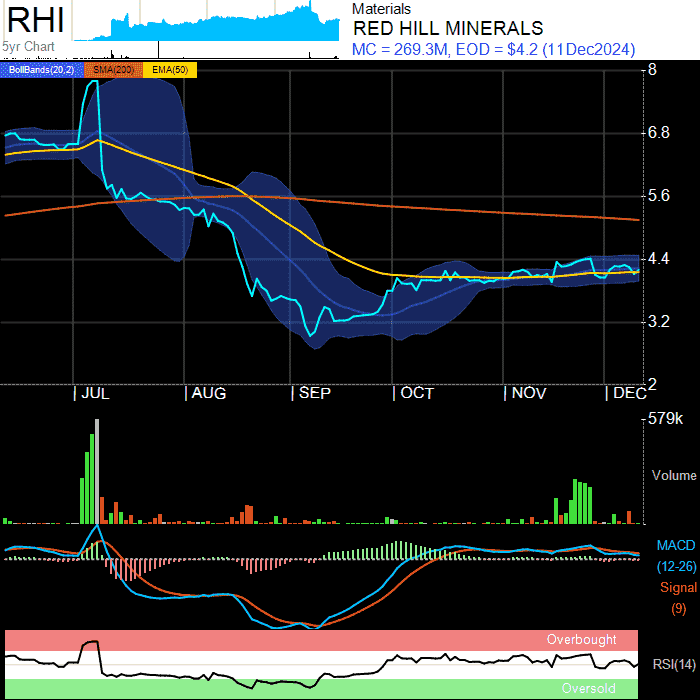 RHI
5yr Chart
Materials
RED HILL MINERALS
MC = 269.3M, EOD = $4.2 (11Dec2024)
BollBands(20,2) SMA(200) EMA(50)
8
6.8
5.6
4.4
3.2
2
JUL AUG SEP OCT NOV DEC
579k
Volume
MACD
(12-26)
Signal
(9)
Overbought
RSI(14)
Oversold